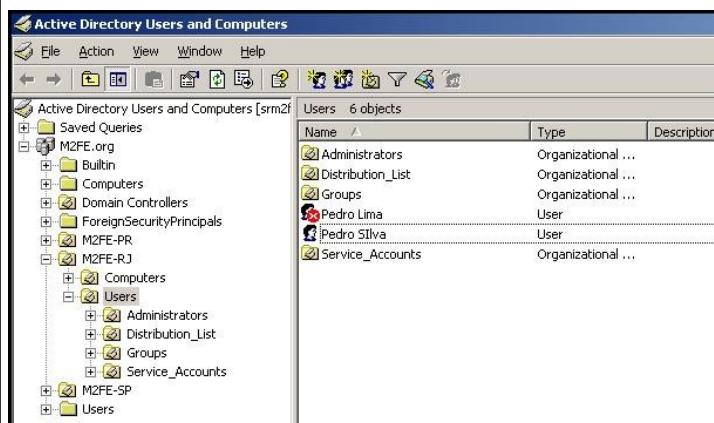 Active Directory Users and Computers
File Action View Window Help
Active Directory Users and Computers [srm2f
Saved Queries
M2FE.org
Builtin
Computers
Domain Controllers
ForeignSecurityPrincipals
M2FE-PR
M2FE-RJ
Computers
Users
Administrators
Distribution_List
Groups
Service_Accounts
M2FE-SP
Users
Users 6 objects
Name Type Description
Administrators Organizational ...
Distribution_List Organizational ...
Groups Organizational ...
Pedro Lima User
Pedro SIlva User
Service_Accounts Organizational ...